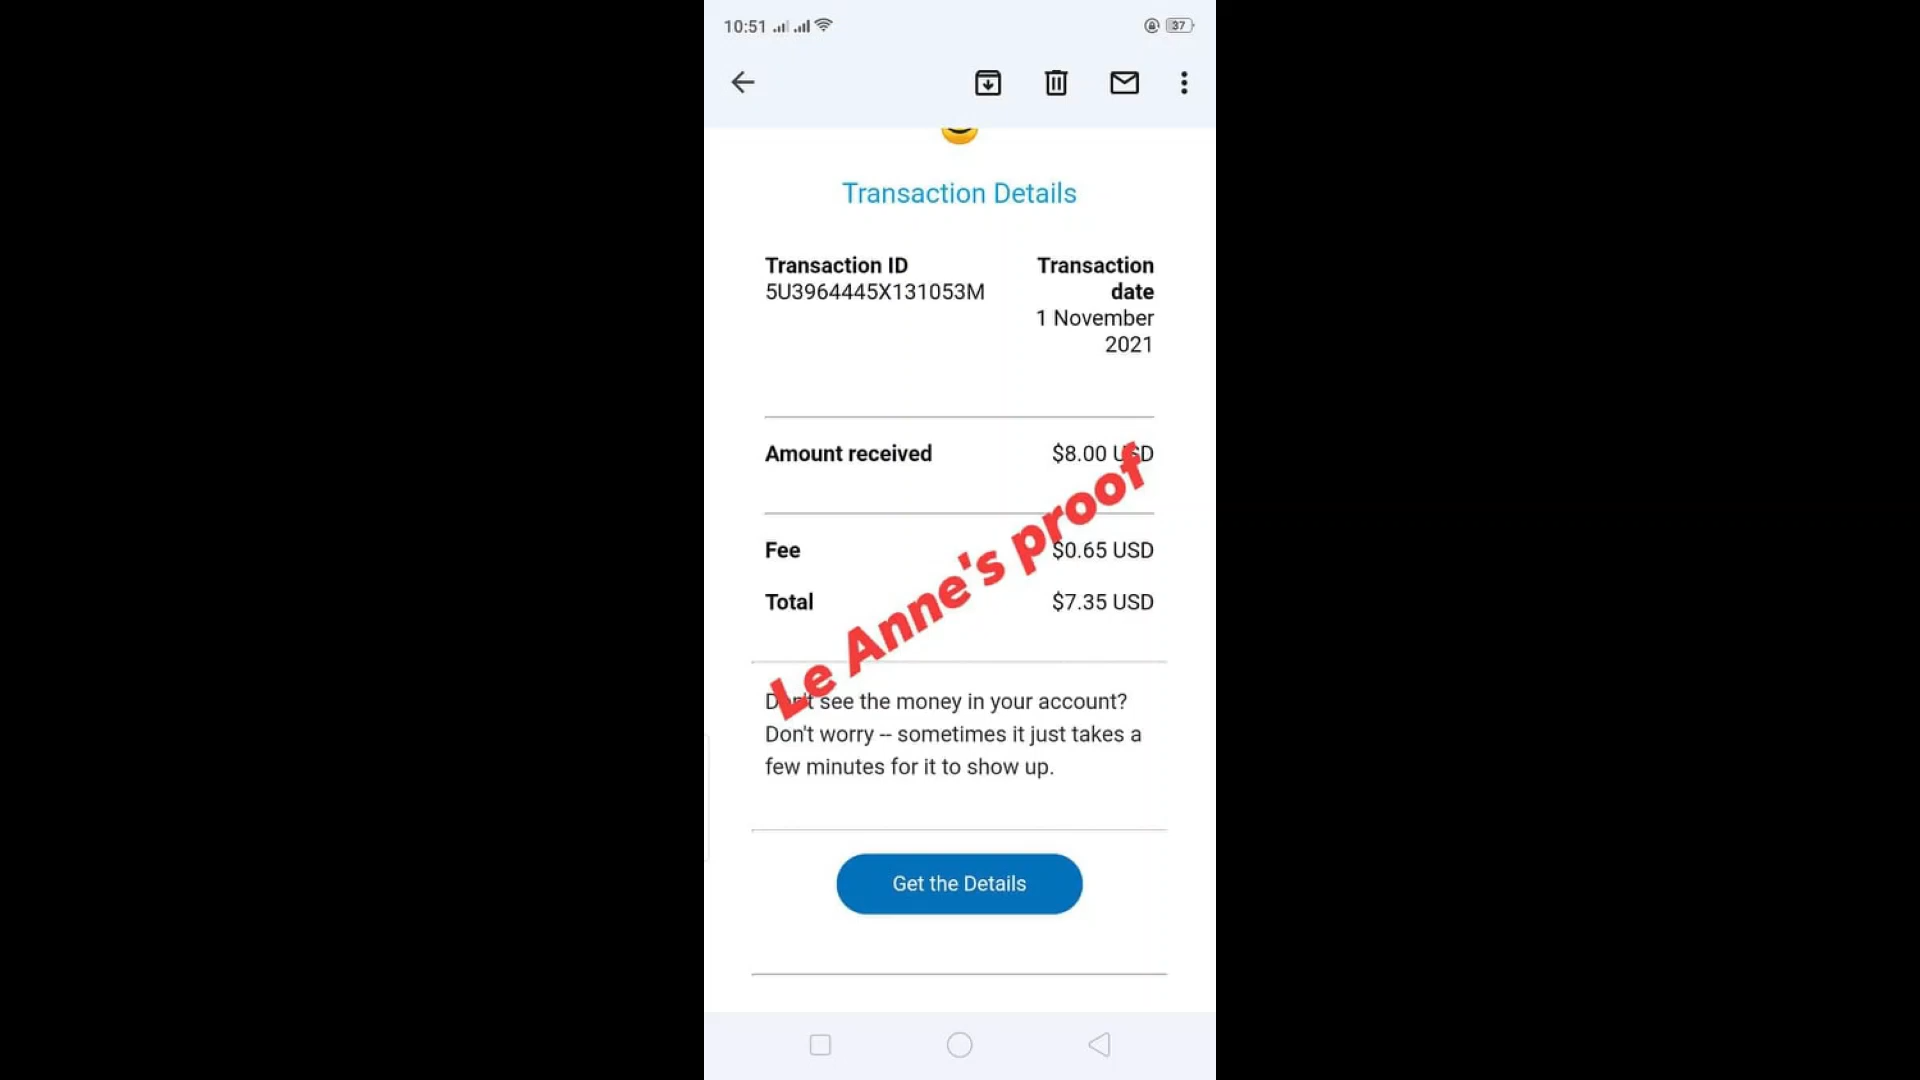 10:51
37
Transaction Details
Transaction ID
5U3964445X131053M
Transaction
date
1 November
2021
Amount received
$8.00 USD
Fee
$0.65 USD
Total
$7.35 USD
Le Anne's proof
Don't see the money in your account?
Don't worry -- sometimes it just takes a
few minutes for it to show up.
Get the Details